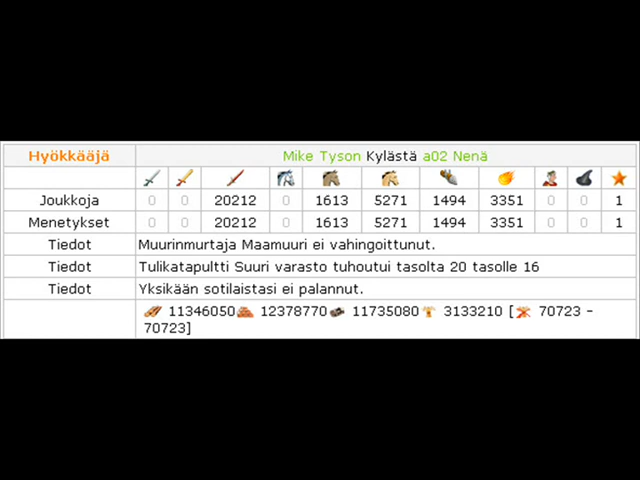 Hyökkääjä Mike Tyson Kylästä a02 Nenä
Joukkoja 0 0 20212 0 1613 5271 1494 3351 0 0 1
Menetykset 0 0 20212 0 1613 5271 1494 3351 0 0 1
Tiedot Muurinmurtaja Maamuuri ei vahingoittunut.
Tiedot Tulikatapultti Suuri varasto tuhoutui tasolta 20 tasolle 16
Tiedot Yksikään sotilaistasi ei palannut.
11346050 12378770 11735080 3133210 [ 70723 -
70723]